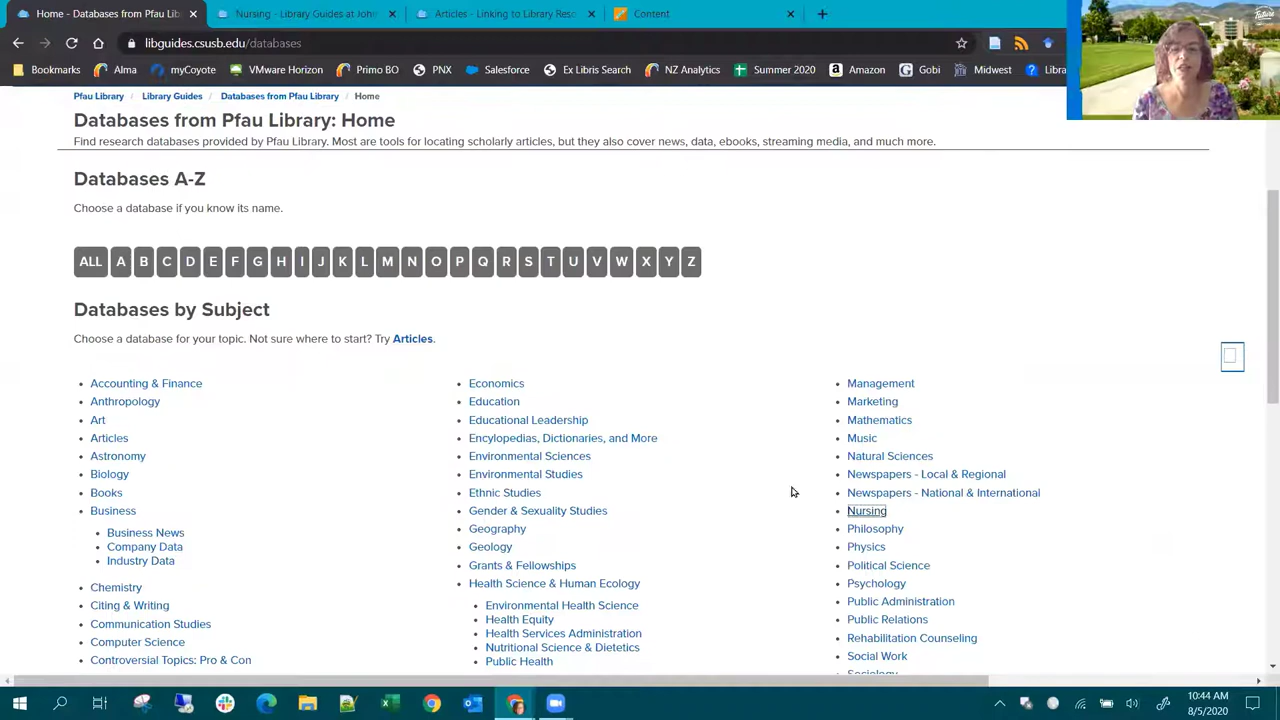 Home - Databases from Pfau Lib
Nursing - Library Guides at John
Articles - Linking to Library Reso
Content
libguides.csusb.edu/databases
Bookmarks
Alma
myCoyote
VMware Horizon
Primo BO
PNX
Salesforce
Ex Libris Search
NZ Analytics
Summer 2020
Amazon
Gobi
Midwest
Libra
Pfau Library
Library Guides
Databases from Pfau Library
Home
Databases from Pfau Library: Home
Find research databases provided by Pfau Library. Most are tools for locating scholarly articles, but they also cover news, data, ebooks, streaming media, and much more.
Databases A-Z
Choose a database if you know its name.
ALL A B C D E F G H I J K L M N O P Q R S T U V W X Y Z
Databases by Subject
Choose a database for your topic. Not sure where to start? Try Articles.
Accounting & Finance
Anthropology
Art
Articles
Astronomy
Biology
Books
Business
Business News
Company Data
Industry Data
Chemistry
Citing & Writing
Communication Studies
Computer Science
Controversial Topics: Pro & Con
Economics
Education
Educational Leadership
Encylopedias, Dictionaries, and More
Environmental Sciences
Environmental Studies
Ethnic Studies
Gender & Sexuality Studies
Geography
Geology
Grants & Fellowships
Health Science & Human Ecology
Environmental Health Science
Health Equity
Health Services Administration
Nutritional Science & Dietetics
Public Health
Management
Marketing
Mathematics
Music
Natural Sciences
Newspapers - Local & Regional
Newspapers - National & International
Nursing
Philosophy
Physics
Political Science
Psychology
Public Administration
Public Relations
Rehabilitation Counseling
Social Work
Sociology
10:44 AM
8/5/2020